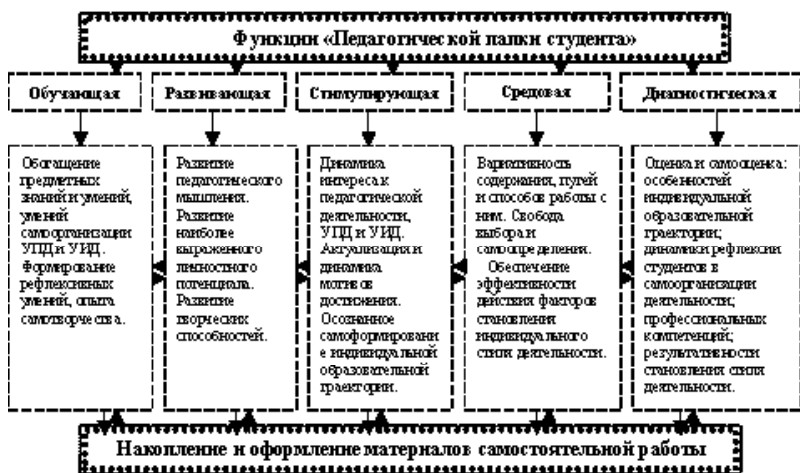 Функции «Педагогической папки студента»
Обучающая
Развивающая
Стимулирующая
Средовая
Диагностическая
Обогащение
предметных
знаний и умений,
умений
самоорганизации
УПД и УИД.
Формирование
рефлексивных
умений, опыта
самотворчества.
Развитие
педагогического
мышления.
Развитие
наиболее
выраженного
личностного
потенциала.
Развитие
творческих
способностей.
Динамика
интереса к
педагогической
деятельности,
УПД и УИД.
Актуализация и
динамика
мотивов
достижения.
Осознанное
самоформировани
е индивидуальной
образовательной
траектории.
Вариативность
содержания, путей
и способов работы с
ним. Свобода
выбора и
самоопределения.
Обеспечение
эффективности
действия факторов
становления
индивидуального
стиля деятельности.
Оценка и самооценка:
особенностей
индивидуальной
образовательной
траектории;
динамики рефлексии
студентов в
самоорганизации
деятельности;
профессиональных
компетенций;
результативности
становления стиля
деятельности.
Накопление и оформление материалов самостоятельной работы